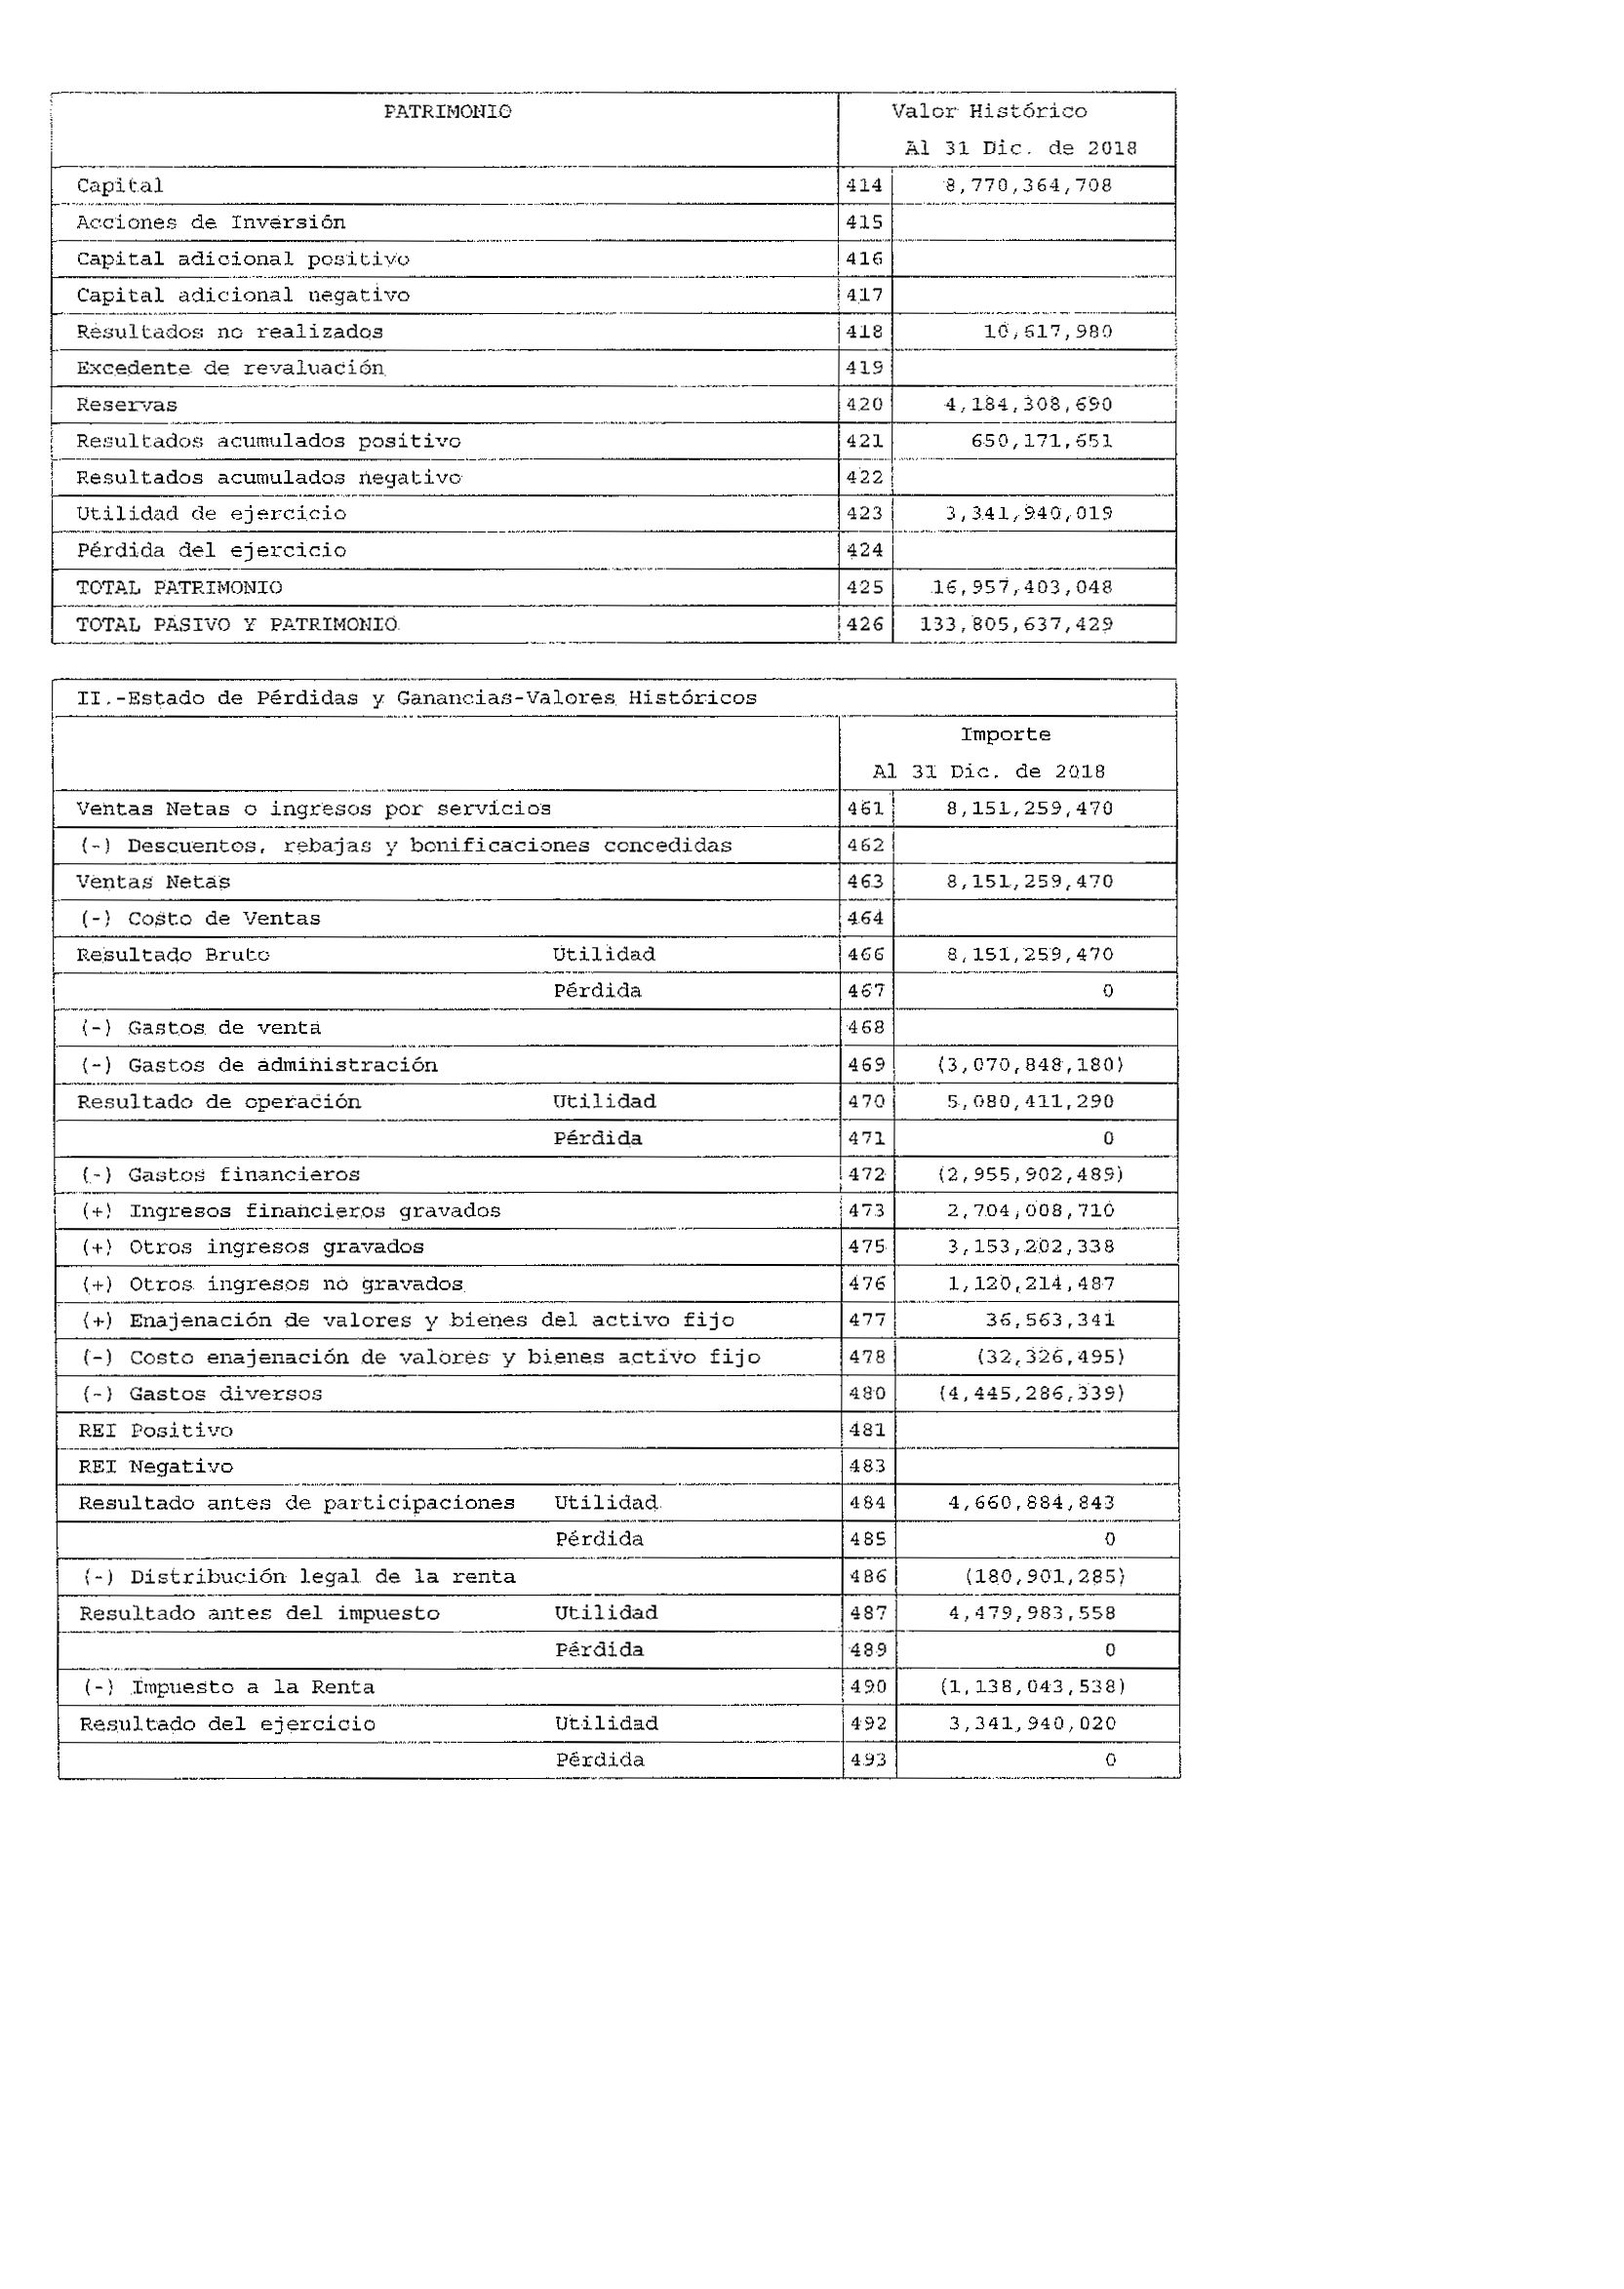 PATRIMONIO Valor Histórico
Al 31 Dic. de 2018
Capital 414 8,770,364,708
Acciones de Inversión 415
Capital adicional positivo 416
Capital adicional negativo 417
Resultados no realizados 418 10,617,980
Excedente de revaluación 419
Reservas 420 4,184,308,690
Resultados acumulados positivo 421 650,171,651
Resultados acumulados negativo 422
Utilidad de ejercicio 423 3,341,940,019
Pérdida del ejercicio 424
TOTAL PATRIMONIO 425 16,957,403,048
TOTAL PASIVO Y PATRIMONIO 426 133,805,637,429
II.-Estado de Pérdidas y Ganancias-Valores Históricos
Importe
Al 31 Dic. de 2018
Ventas Netas o ingresos por servicios 461 8,151,259,470
(-) Descuentos, rebajas y bonificaciones concedidas 462
Ventas Netas 463 8,151,259,470
(-) Costo de Ventas 464
Resultado Bruto Utilidad 466 8,151,259,470
Pérdida 467 0
(-) Gastos de venta 468
(-) Gastos de administración 469 (3,070,848,180)
Resultado de operación Utilidad 470 5,080,411,290
Pérdida 471 0
(-) Gastos financieros 472 (2,955,902,489)
(+) Ingresos financieros gravados 473 2,704,008,710
(+) Otros ingresos gravados 475 3,153,202,338
(+) Otros ingresos no gravados 476 1,120,214,487
(+) Enajenación de valores y bienes del activo fijo 477 36,563,341
(-) Costo enajenación de valores y bienes activo fijo 478 (32,326,495)
(-) Gastos diversos 480 (4,445,286,339)
REI Positivo 481
REI Negativo 483
Resultado antes de participaciones Utilidad 484 4,660,884,843
Pérdida 485 0
(-) Distribución legal de la renta 486 (180,901,285)
Resultado antes del impuesto Utilidad 487 4,479,983,558
Pérdida 489 0
(-) Impuesto a la Renta 490 (1,138,043,538)
Resultado del ejercicio Utilidad 492 3,341,940,020
Pérdida 493 0